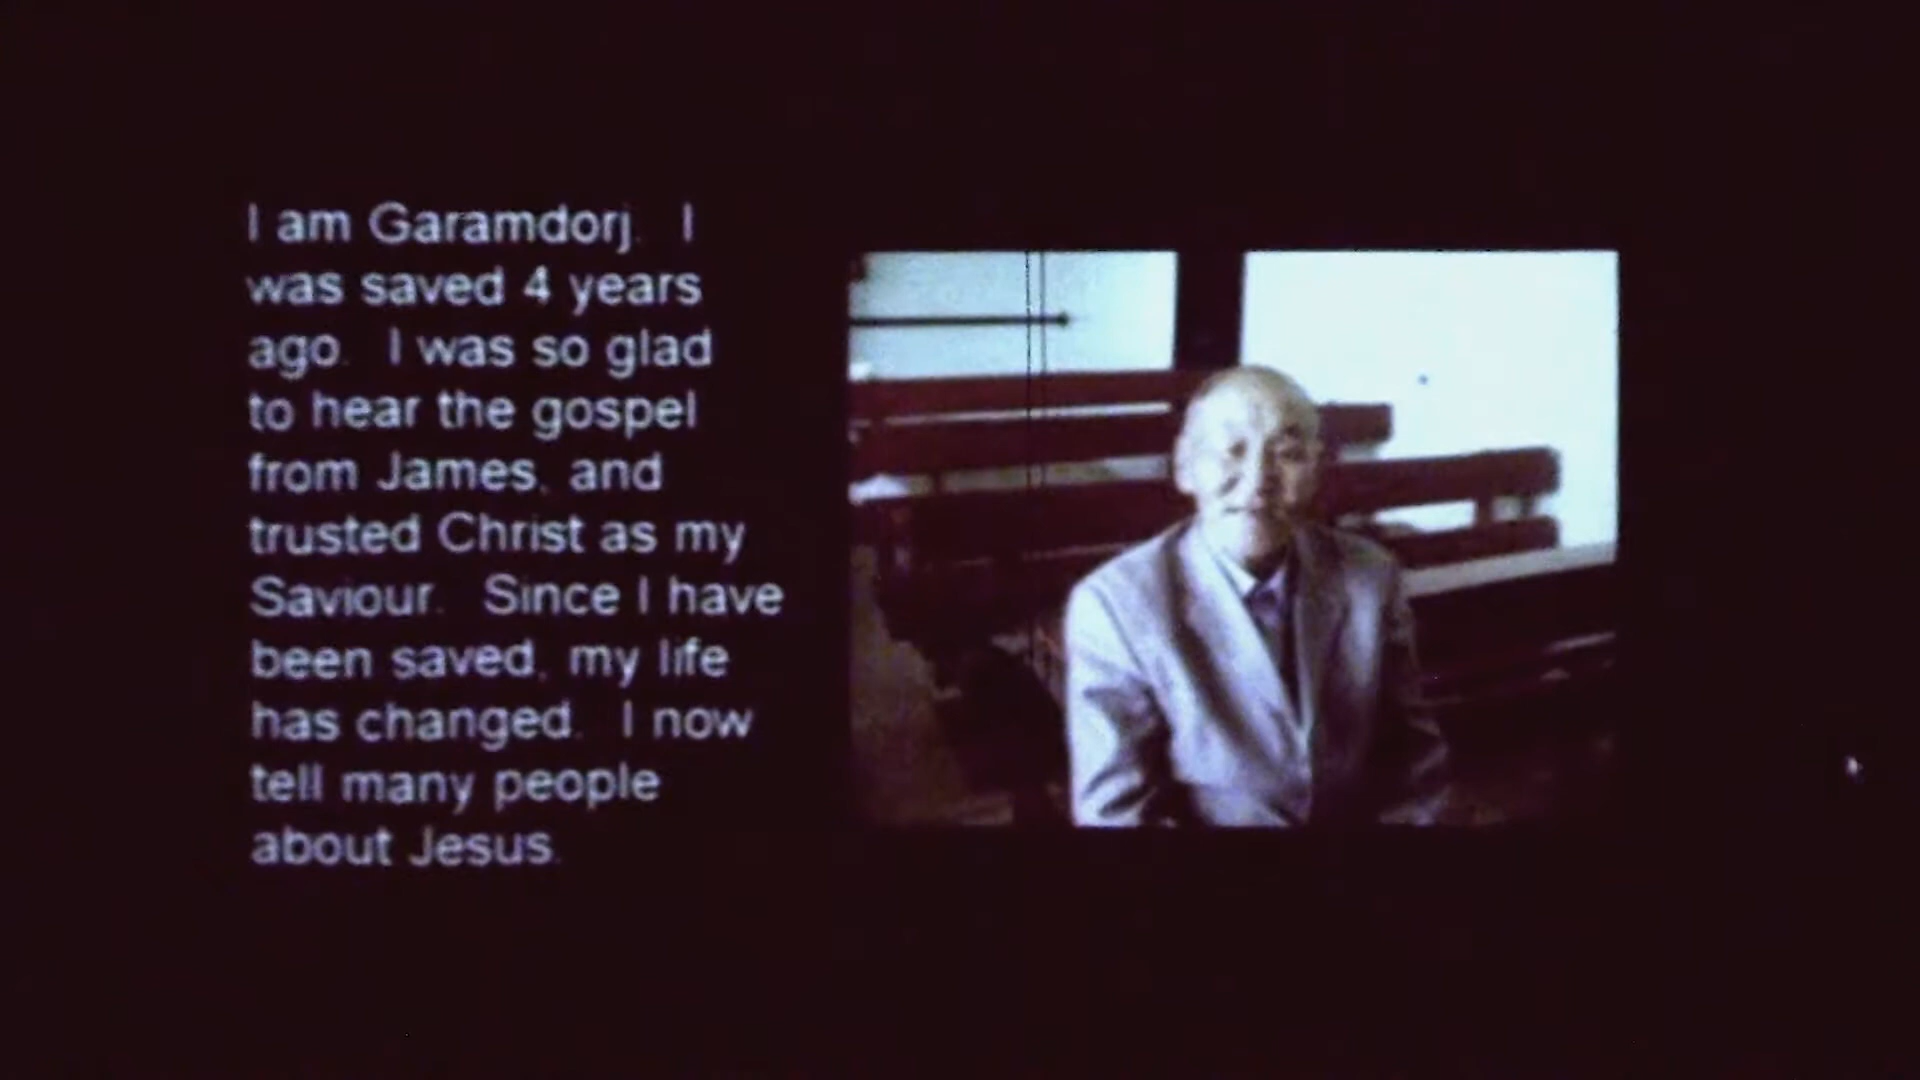 I am Garamdorj. I
was saved 4 years
ago. I was so glad
to hear the gospel
from James, and
trusted Christ as my
Saviour. Since I have
been saved, my life
has changed. I now
tell many people
about Jesus.